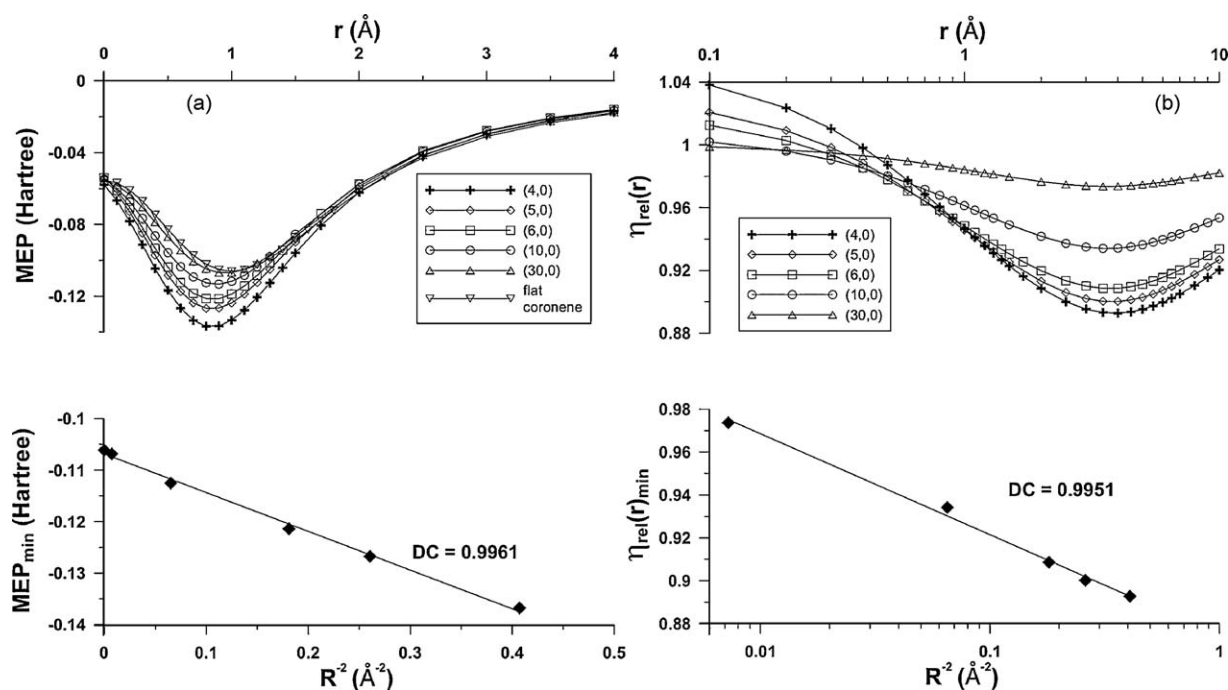 r (Å)
0 1 2 3 4
(a)
MEP (Hartree)
0
-0.04
-0.08
-0.12
(4,0)
(5,0)
(6,0)
(10,0)
(30,0)
flat
coronene
r (Å)
0.1 1 10
(b)
ηrel(r)
1.04
1
0.96
0.92
0.88
(4,0)
(5,0)
(6,0)
(10,0)
(30,0)
MEPmin (Hartree)
-0.1
-0.11
-0.12
-0.13
-0.14
DC = 0.9961
0 0.1 0.2 0.3 0.4 0.5
R⁻² (Å⁻²)
ηrel(r)min
0.98
0.96
0.94
0.92
0.9
0.88
DC = 0.9951
0.01 0.1 1
R⁻² (Å⁻²)